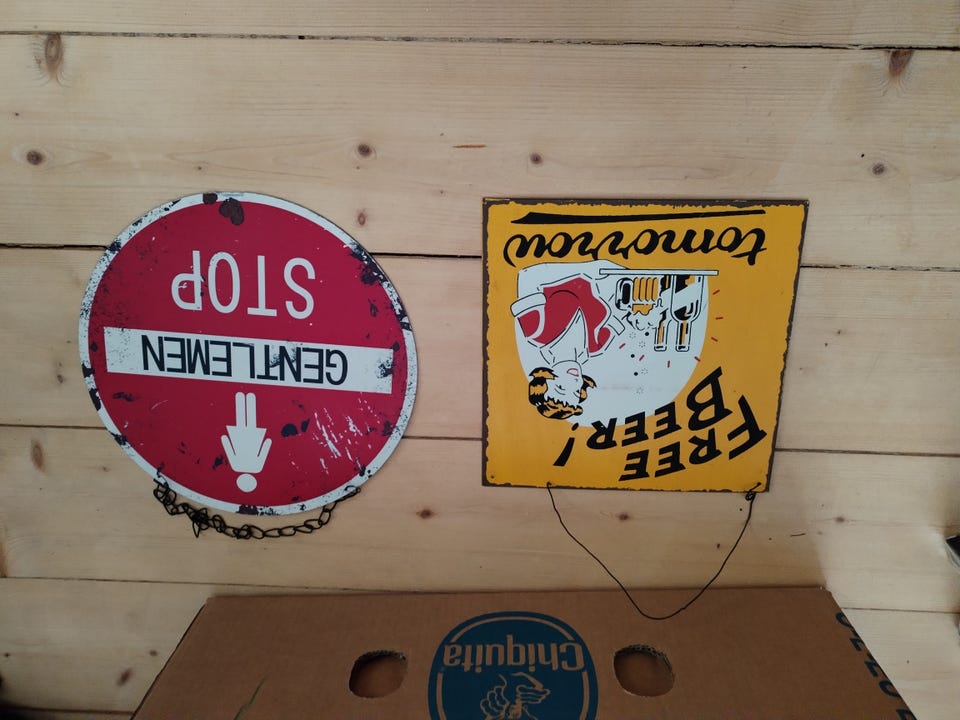 GENTLEMEN
STOP
FREE
BEER!
tomorrow
Chiquita